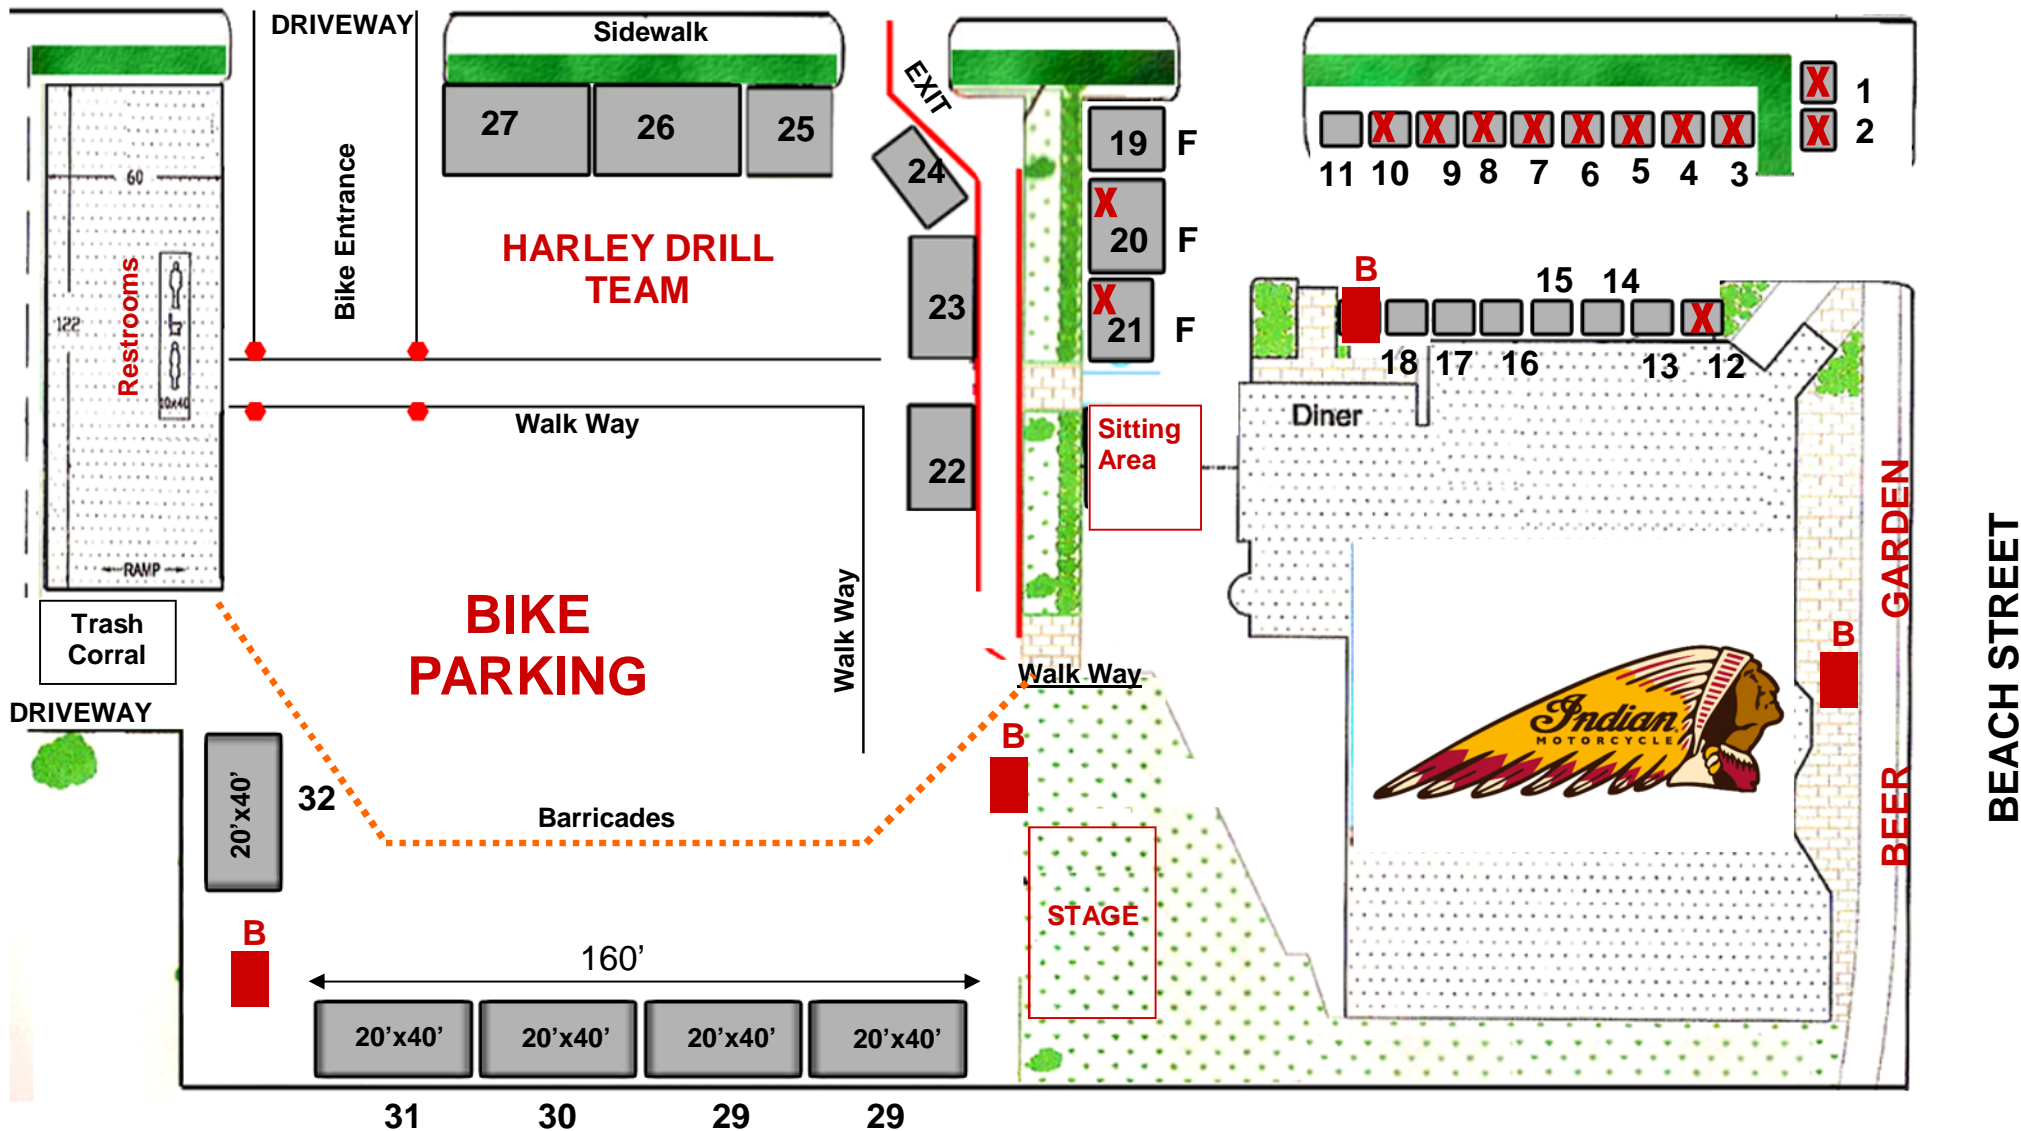 DRIVEWAY
Sidewalk
EXIT
27
26
25
24
19
F
20
F
21
F
X
X
X
1
X
2
X
X
X
X
X
X
X
X
11
10
9
8
7
6
5
4
3
60
122
Restrooms
10x40
RAMP
Bike Entrance
HARLEY DRILL
TEAM
23
22
Walk Way
B
15
14
X
18
17
16
13
12
Diner
Sitting
Area
Trash
Corral
BIKE
PARKING
Walk Way
Walk Way
DRIVEWAY
20'x40'
32
Barricades
B
B
STAGE
160'
20'x40'
20'x40'
20'x40'
20'x40'
31
30
29
29
Indian
MOTORCYCLE
B
BEER GARDEN
BEACH STREET